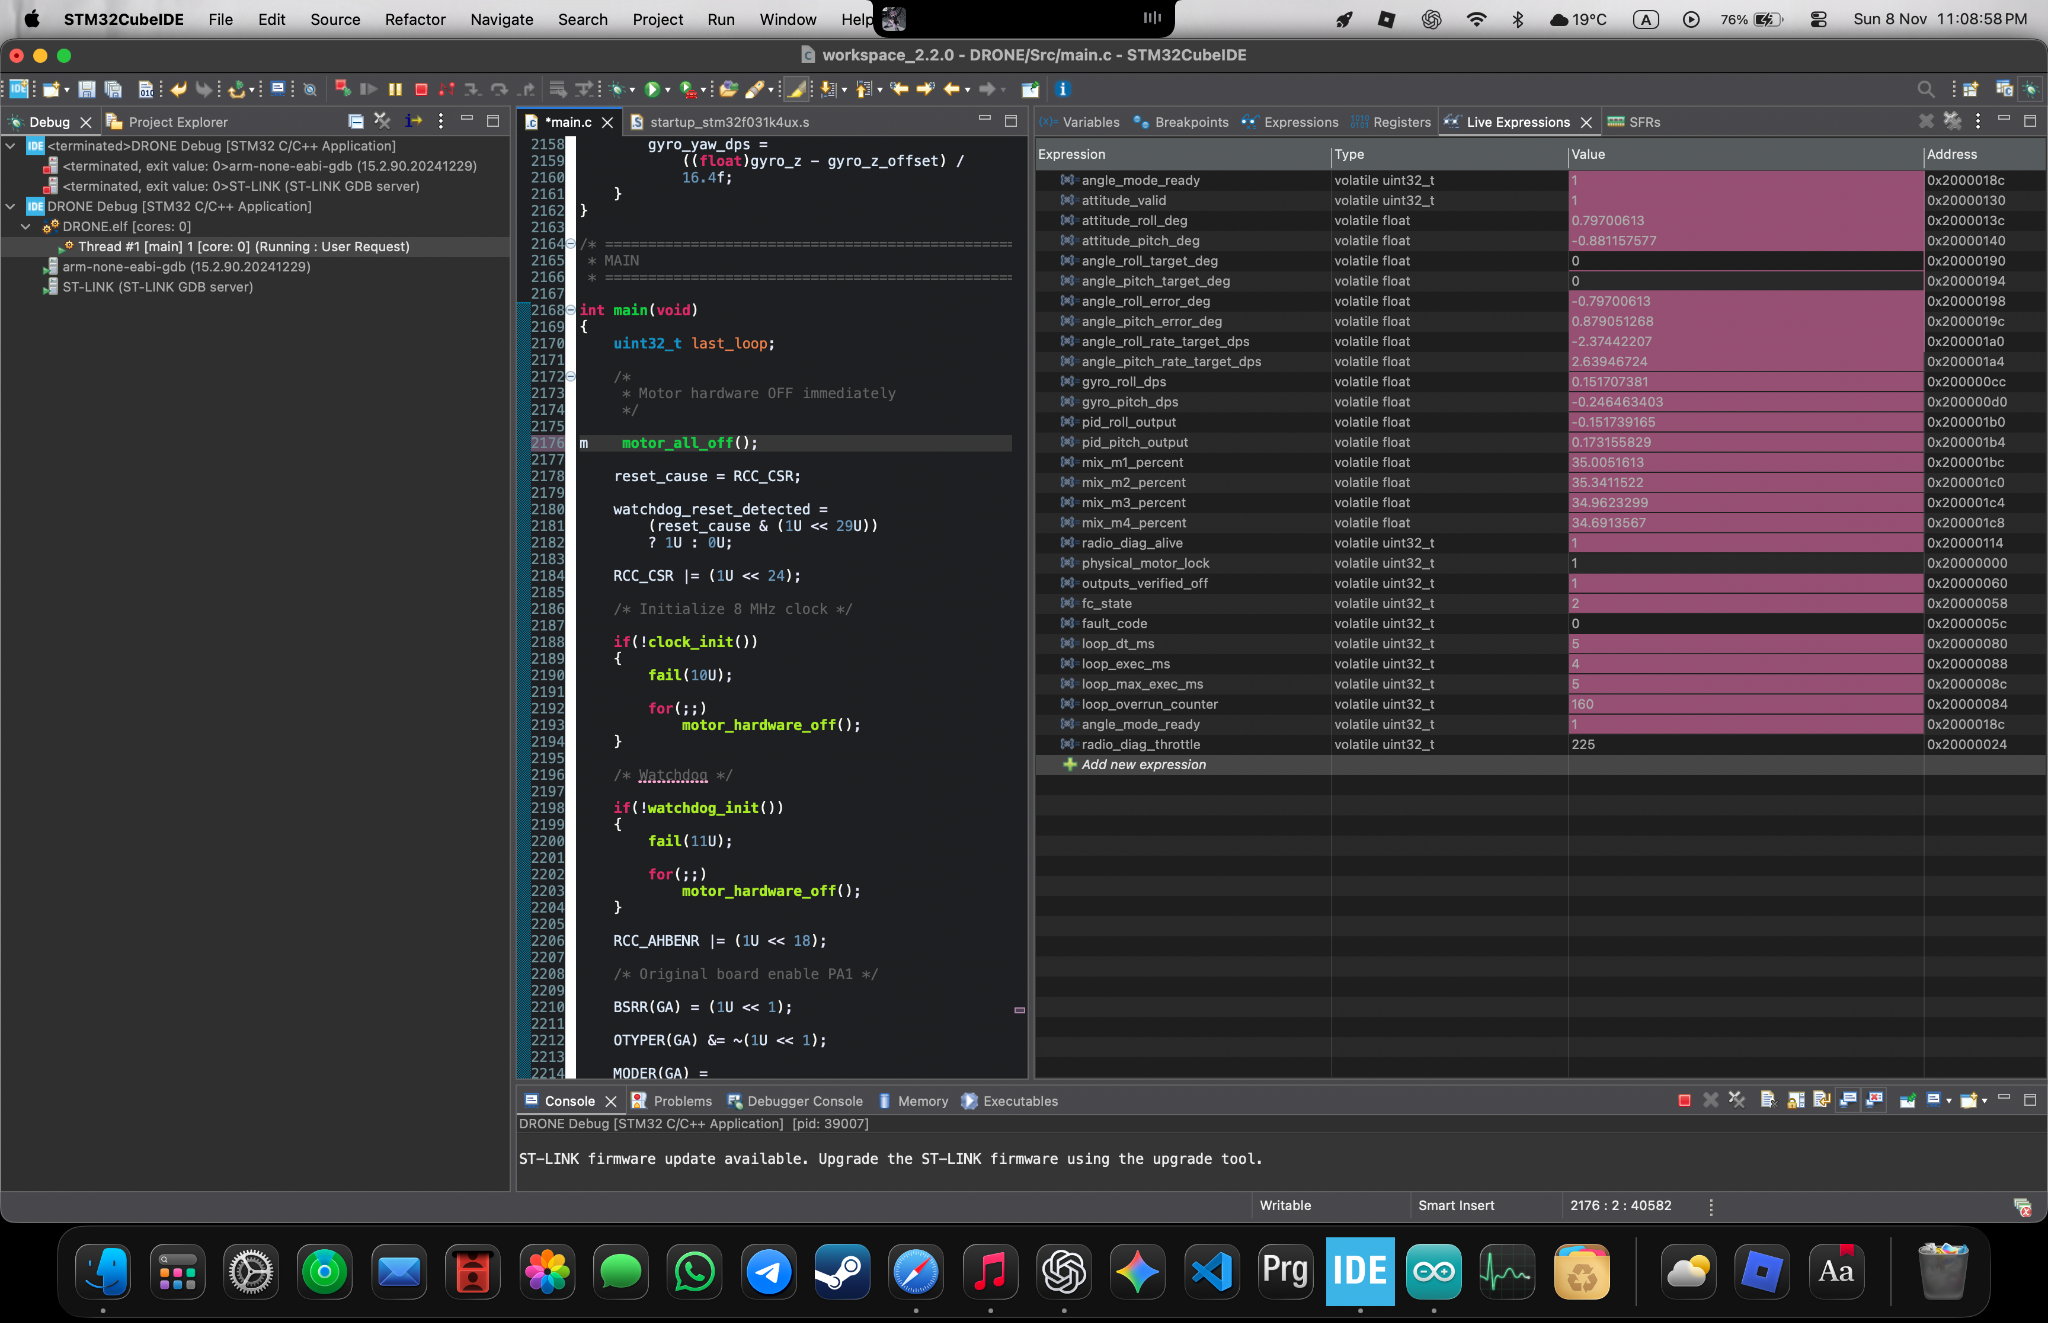 STM32CubeIDE File Edit Source Refactor Navigate Search Project Run Window Help 19°C A 76% Sun 8 Nov 11:08:58 PM
workspace_2.2.0 - DRONE/Src/main.c - STM32CubeIDE
Debug Project Explorer
<terminated>DRONE Debug [STM32 C/C++ Application]
<terminated, exit value: 0>arm-none-eabi-gdb (15.2.90.20241229)
<terminated, exit value: 0>ST-LINK (ST-LINK GDB server)
DRONE Debug [STM32 C/C++ Application]
DRONE.elf [cores: 0]
Thread #1 [main] 1 [core: 0] (Running : User Request)
arm-none-eabi-gdb (15.2.90.20241229)
ST-LINK (ST-LINK GDB server)
*main.c startup_stm32f031k4ux.s
2158 gyro_yaw_dps =
2159 ((float)gyro_z - gyro_z_offset) /
2160 16.4f;
2161 }
2162 }
2163
2164 /* ================================================
2165 * MAIN
2166 * ================================================
2167
2168 int main(void)
2169 {
2170 uint32_t last_loop;
2171
2172 /*
2173 * Motor hardware OFF immediately
2174 */
2175
2176 m motor_all_off();
2177
2178 reset_cause = RCC_CSR;
2179
2180 watchdog_reset_detected =
2181 (reset_cause & (1U << 29U))
2182 ? 1U : 0U;
2183
2184 RCC_CSR |= (1U << 24);
2185
2186 /* Initialize 8 MHz clock */
2187
2188 if(!clock_init())
2189 {
2190 fail(10U);
2191
2192 for(;;)
2193 motor_hardware_off();
2194 }
2195
2196 /* Watchdog */
2197
2198 if(!watchdog_init())
2199 {
2200 fail(11U);
2201
2202 for(;;)
2203 motor_hardware_off();
2204 }
2205
2206 RCC_AHBENR |= (1U << 18);
2207
2208 /* Original board enable PA1 */
2209
2210 BSRR(GA) = (1U << 1);
2211
2212 OTYPER(GA) &= ~(1U << 1);
2213
2214 MODER(GA) =
Variables Breakpoints Expressions Registers Live Expressions SFRs
Expression Type Value Address
angle_mode_ready volatile uint32_t 1 0x2000018c
attitude_valid volatile uint32_t 1 0x20000130
attitude_roll_deg volatile float 0.79700613 0x2000013c
attitude_pitch_deg volatile float -0.881157577 0x20000140
angle_roll_target_deg volatile float 0 0x20000190
angle_pitch_target_deg volatile float 0 0x20000194
angle_roll_error_deg volatile float -0.79700613 0x20000198
angle_pitch_error_deg volatile float 0.879051268 0x2000019c
angle_roll_rate_target_dps volatile float -2.37442207 0x200001a0
angle_pitch_rate_target_dps volatile float 2.63946724 0x200001a4
gyro_roll_dps volatile float 0.151707381 0x200000cc
gyro_pitch_dps volatile float -0.246463403 0x200000d0
pid_roll_output volatile float -0.151739165 0x200001b0
pid_pitch_output volatile float 0.173155829 0x200001b4
mix_m1_percent volatile float 35.0051613 0x200001bc
mix_m2_percent volatile float 35.3411522 0x200001c0
mix_m3_percent volatile float 34.9623299 0x200001c4
mix_m4_percent volatile float 34.6913567 0x200001c8
radio_diag_alive volatile uint32_t 1 0x20000114
physical_motor_lock volatile uint32_t 1 0x20000000
outputs_verified_off volatile uint32_t 1 0x20000060
fc_state volatile uint32_t 2 0x20000058
fault_code volatile uint32_t 0 0x2000005c
loop_dt_ms volatile uint32_t 5 0x20000080
loop_exec_ms volatile uint32_t 4 0x20000088
loop_max_exec_ms volatile uint32_t 5 0x2000008c
loop_overrun_counter volatile uint32_t 160 0x20000084
angle_mode_ready volatile uint32_t 1 0x2000018c
radio_diag_throttle volatile uint32_t 225 0x20000024
Add new expression
Console Problems Debugger Console Memory Executables
DRONE Debug [STM32 C/C++ Application] [pid: 39007]
ST-LINK firmware update available. Upgrade the ST-LINK firmware using the upgrade tool.
Writable Smart Insert 2176 : 2 : 40582
Prg IDE Aa